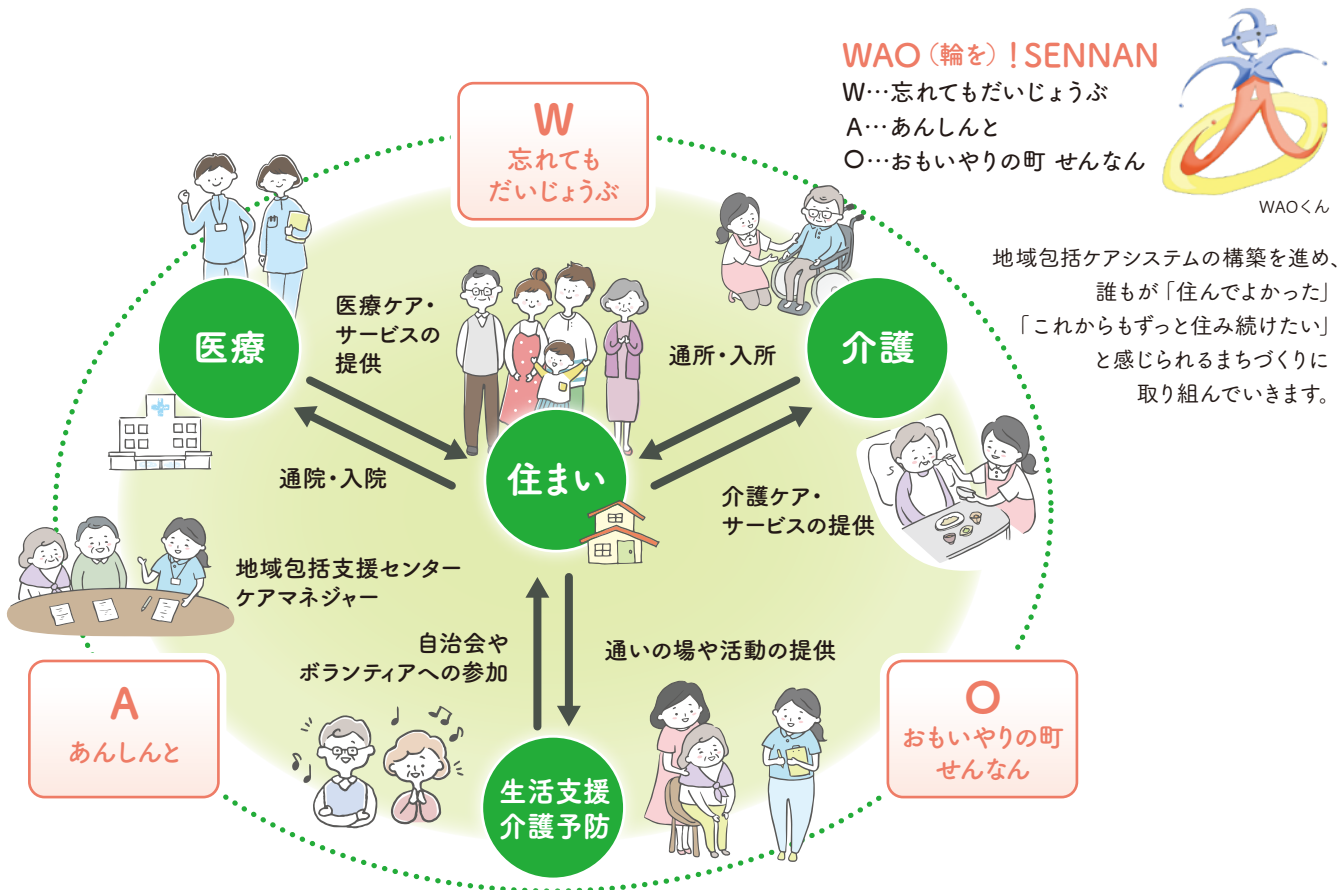 WAO（輪を）！SENNAN
W…忘れてもだいじょうぶ
A…あんしんと
O…おもいやりの町 せんなん
WAOくん
地域包括ケアシステムの構築を進め、
誰もが「住んでよかった」
「これからもずっと住み続けたい」
と感じられるまちづくりに
取り組んでいきます。
W
忘れても
だいじょうぶ
医療
医療ケア・
サービスの
提供
通院・入院
住まい
通所・入所
介護
介護ケア・
サービスの提供
地域包括支援センター
ケアマネジャー
自治会や
ボランティアへの参加
通いの場や活動の提供
A
あんしんと
生活支援
介護予防
O
おもいやりの町
せんなん